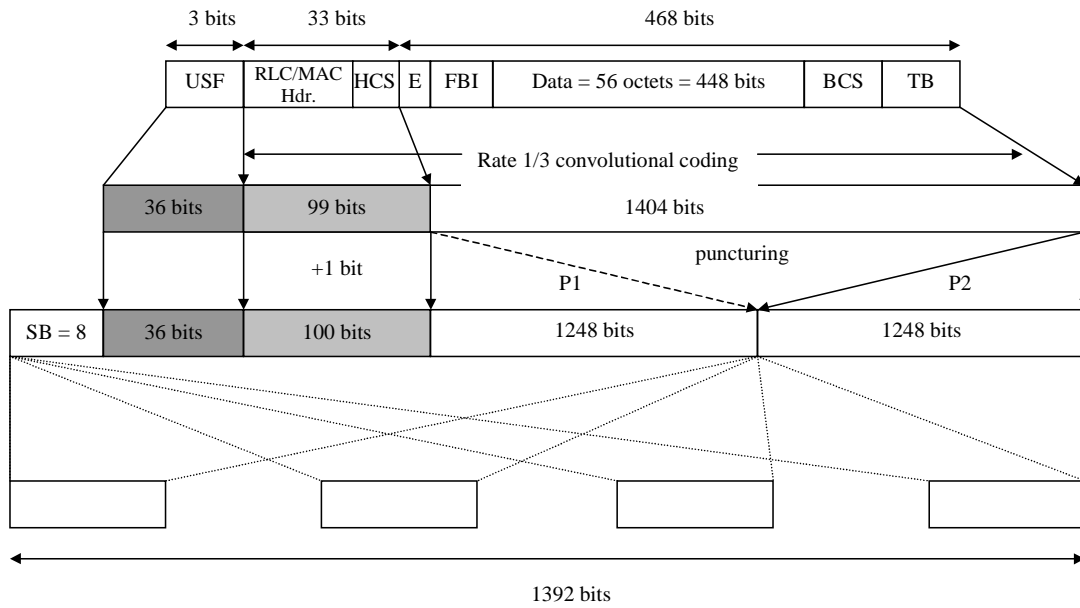 3 bits 33 bits 468 bits
USF RLC/MAC Hdr. HCS E FBI Data = 56 octets = 448 bits BCS TB
Rate 1/3 convolutional coding
36 bits 99 bits 1404 bits
+1 bit puncturing
P1 P2
SB = 8 36 bits 100 bits 1248 bits 1248 bits
1392 bits